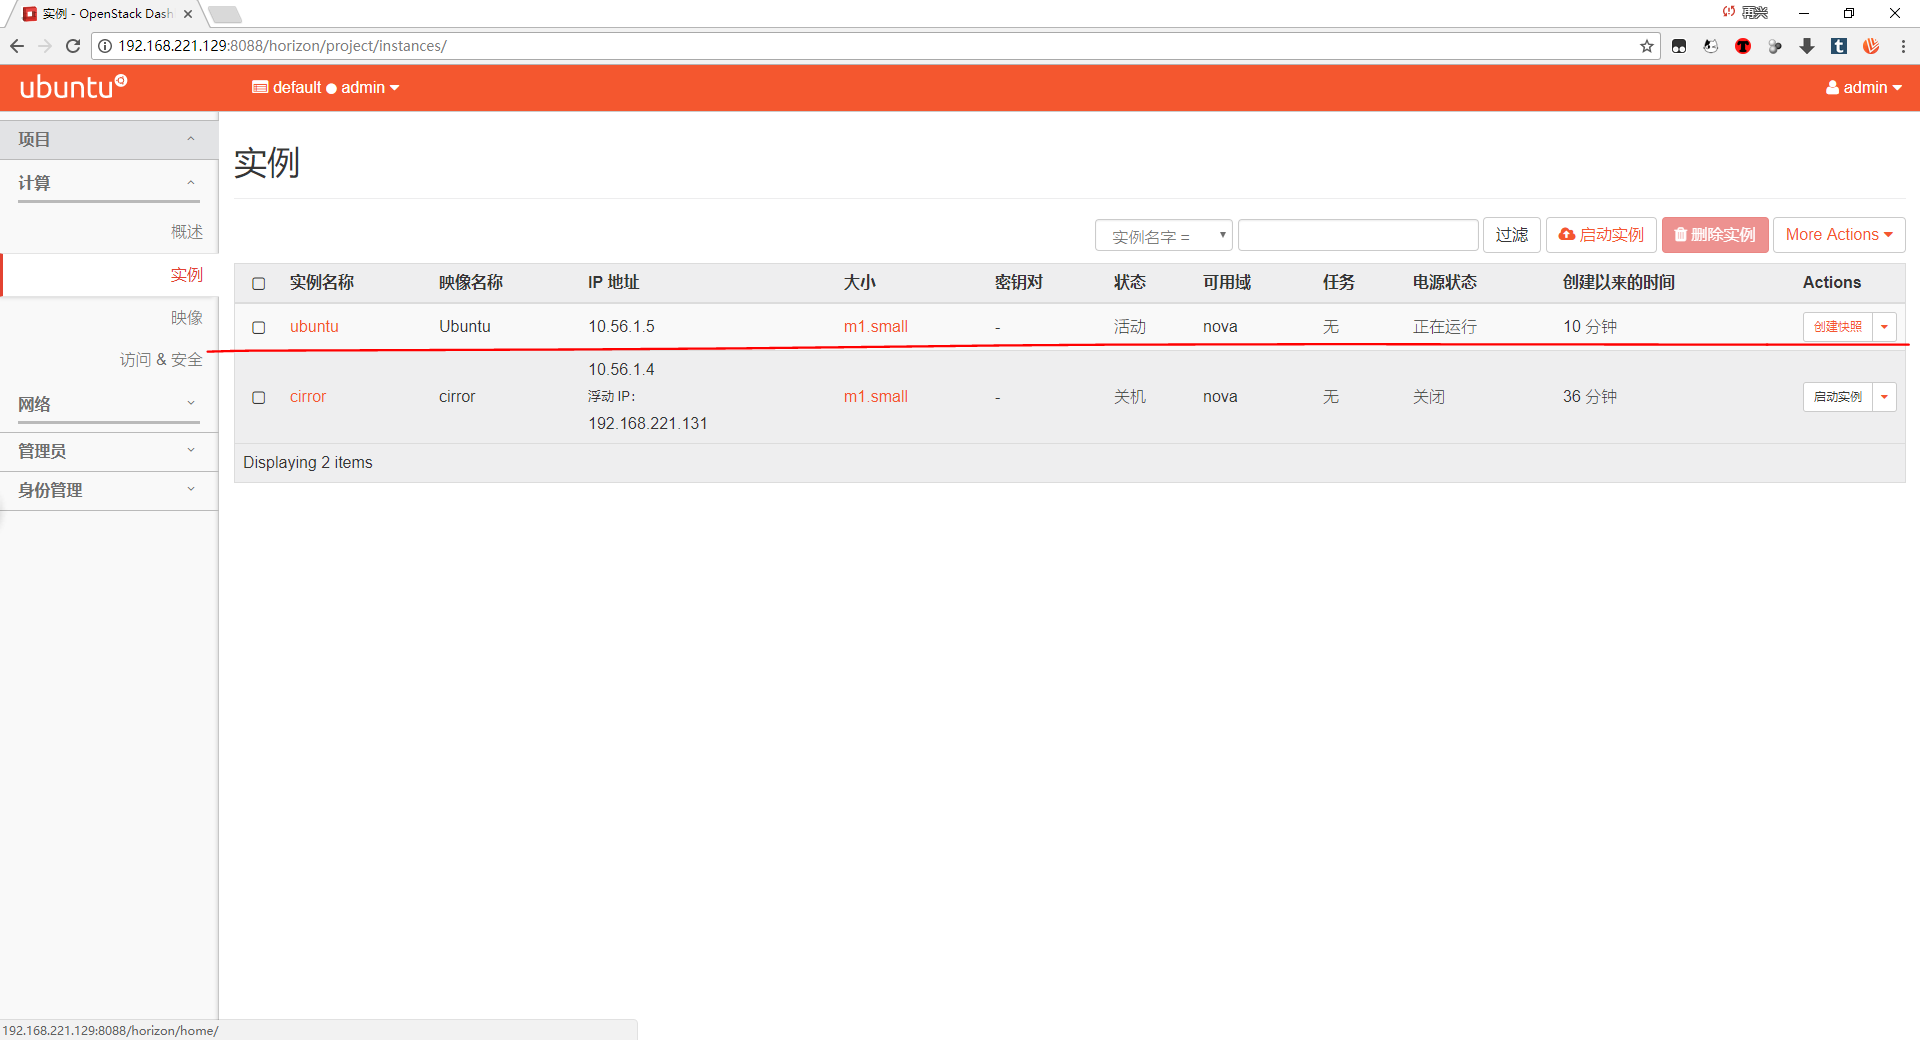 实例 - OpenStack Dash
再兴
192.168.221.129:8088/horizon/project/instances/
ubuntu
default admin
admin
项目
计算
概述
实例
映像
访问 & 安全
网络
管理员
身份管理
实例
实例名字 =
过滤
启动实例
删除实例
More Actions
实例名称 映像名称 IP 地址 大小 密钥对 状态 可用域 任务 电源状态 创建以来的时间 Actions
ubuntu Ubuntu 10.56.1.5 m1.small - 活动 nova 无 正在运行 10 分钟 创建快照
10.56.1.4
cirror cirror 浮动 IP: m1.small - 关机 nova 无 关闭 36 分钟 启动实例
192.168.221.131
Displaying 2 items
192.168.221.129:8088/horizon/home/